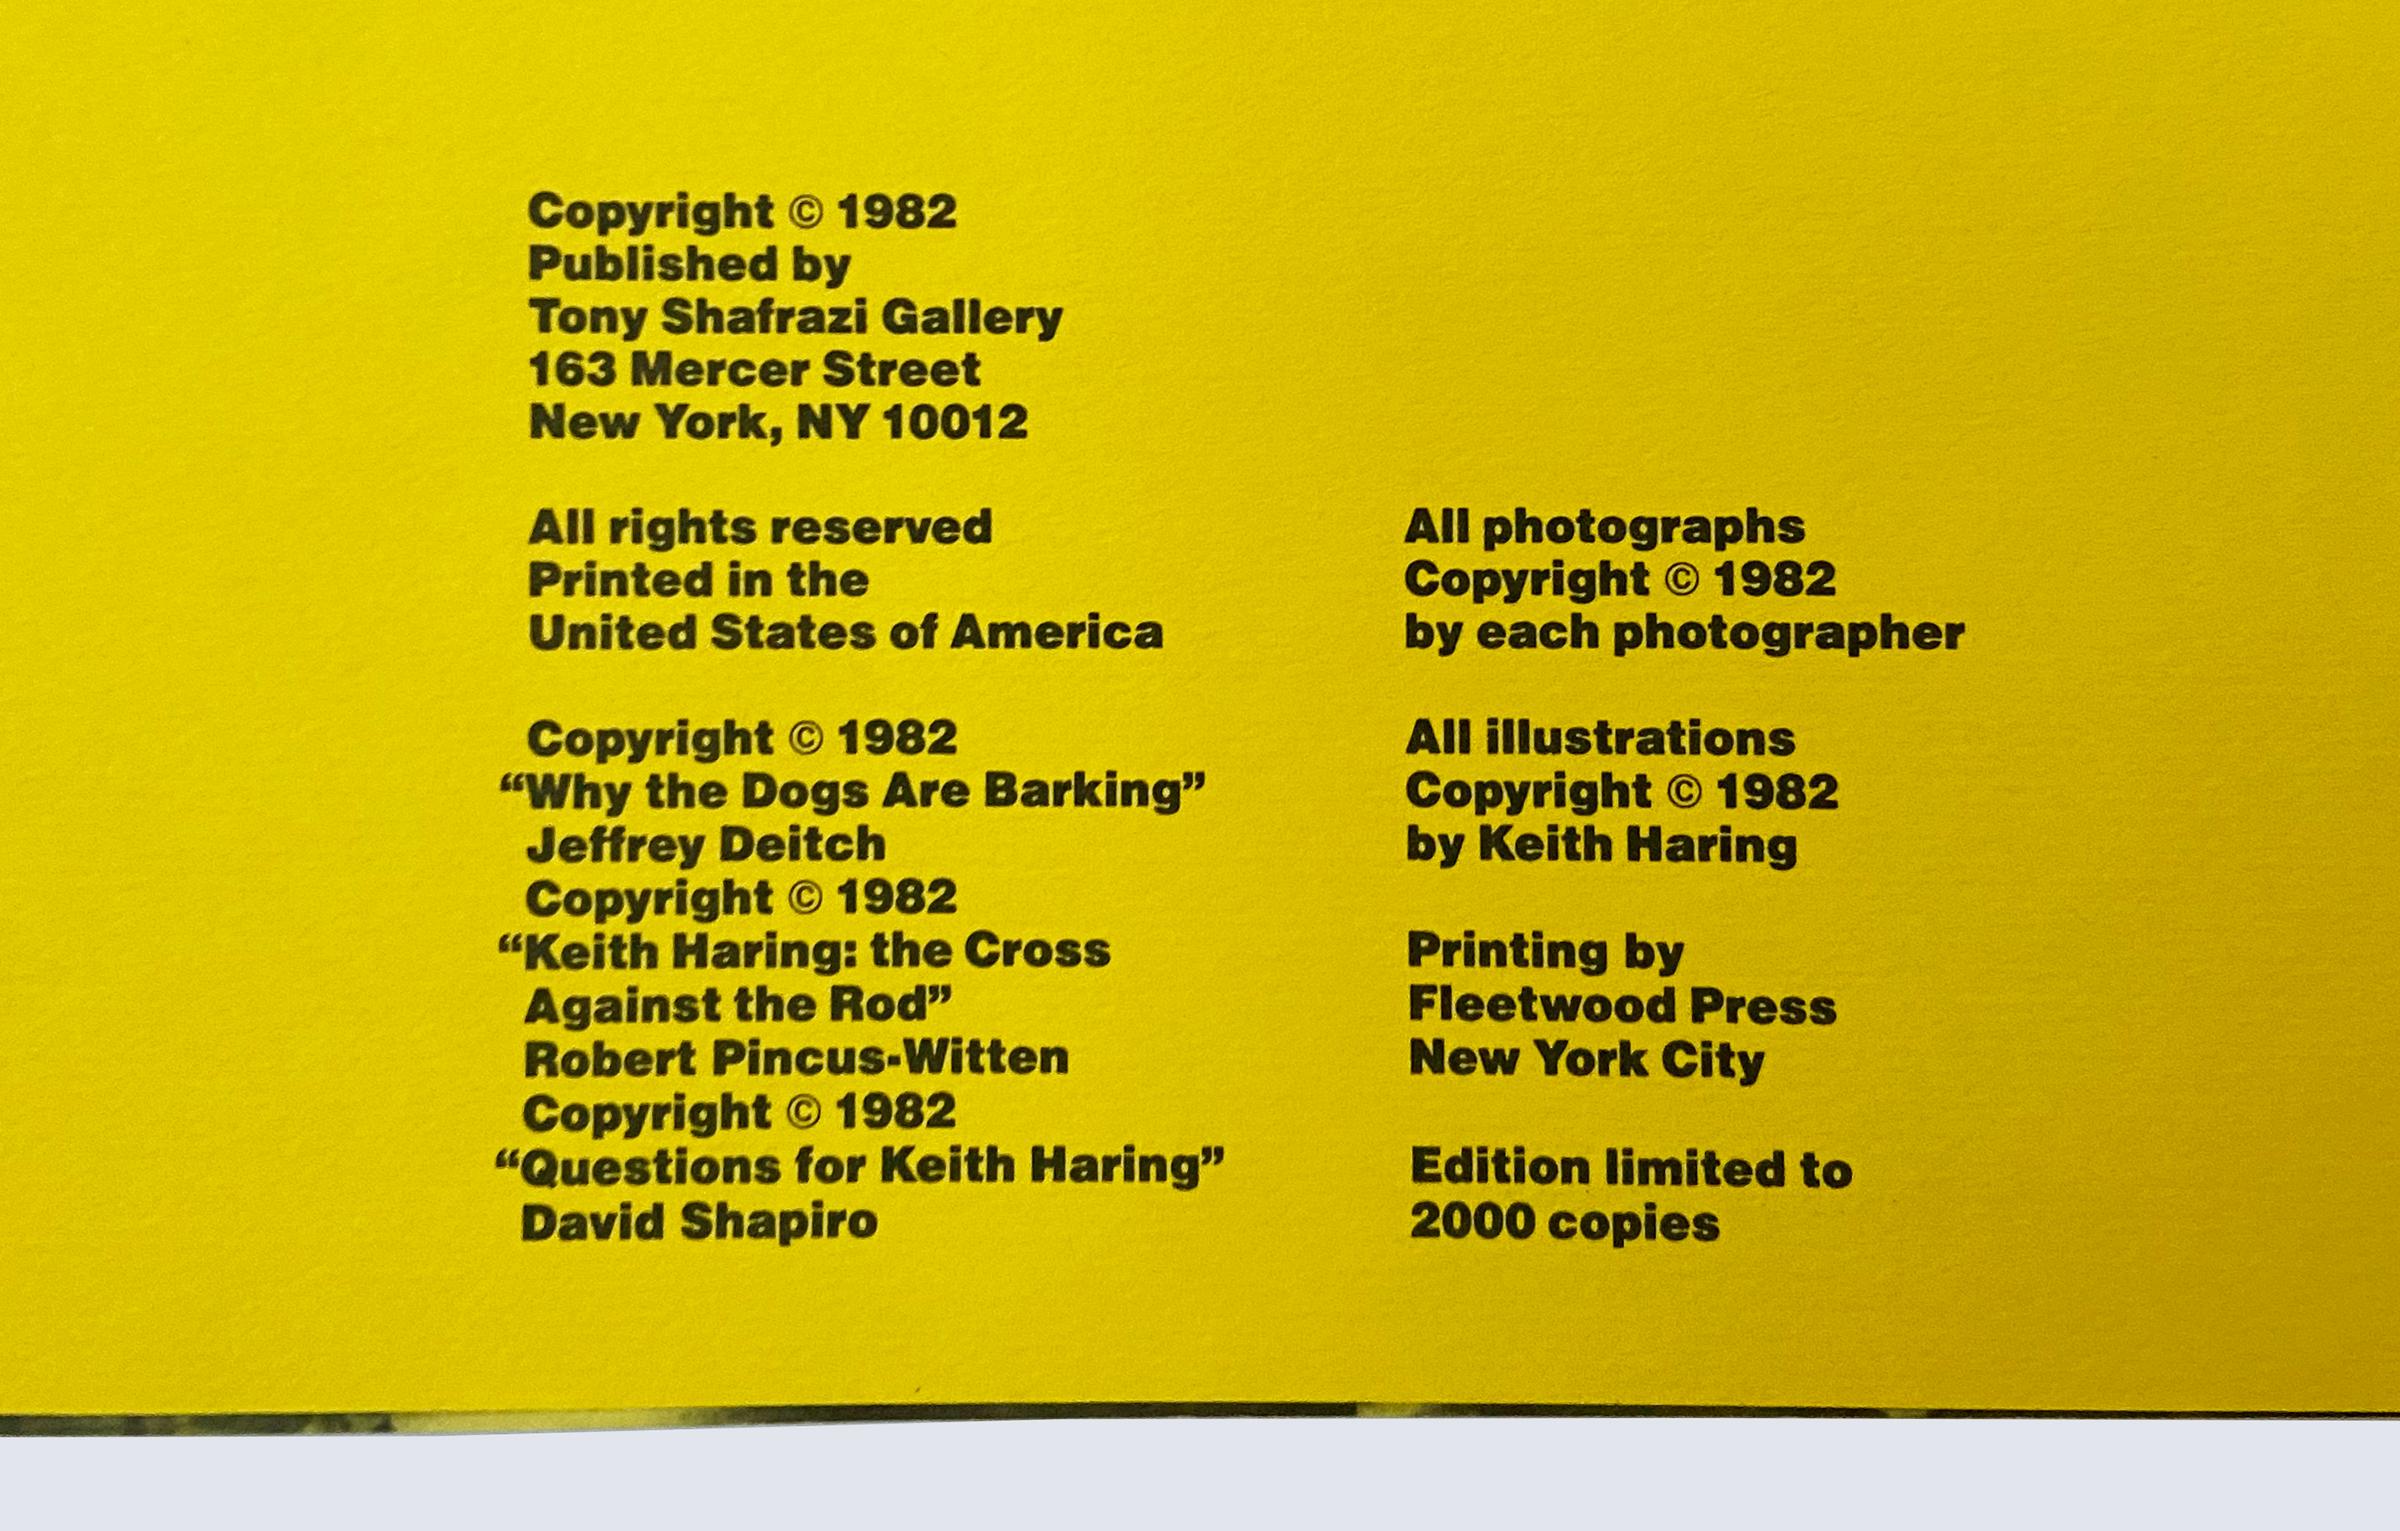 Copyright © 1982
Published by
Tony Shafrazi Gallery
163 Mercer Street
New York, NY 10012
All rights reserved
Printed in the
United States of America
Copyright © 1982
“Why the Dogs Are Barking”
Jeffrey Deitch
Copyright © 1982
“Keith Haring: the Cross
Against the Rod”
Robert Pincus-Witten
Copyright © 1982
“Questions for Keith Haring”
David Shapiro
All photographs
Copyright © 1982
by each photographer
All illustrations
Copyright © 1982
by Keith Haring
Printing by
Fleetwood Press
New York City
Edition limited to
2000 copies